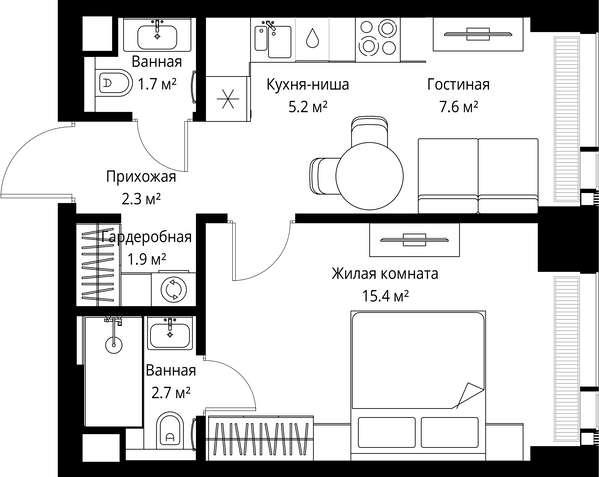 Ванная
1.7 м²
Кухня-ниша
5.2 м²
Гостиная
7.6 м²
Прихожая
2.3 м²
Гардеробная
1.9 м²
Жилая комната
15.4 м²
Ванная
2.7 м²